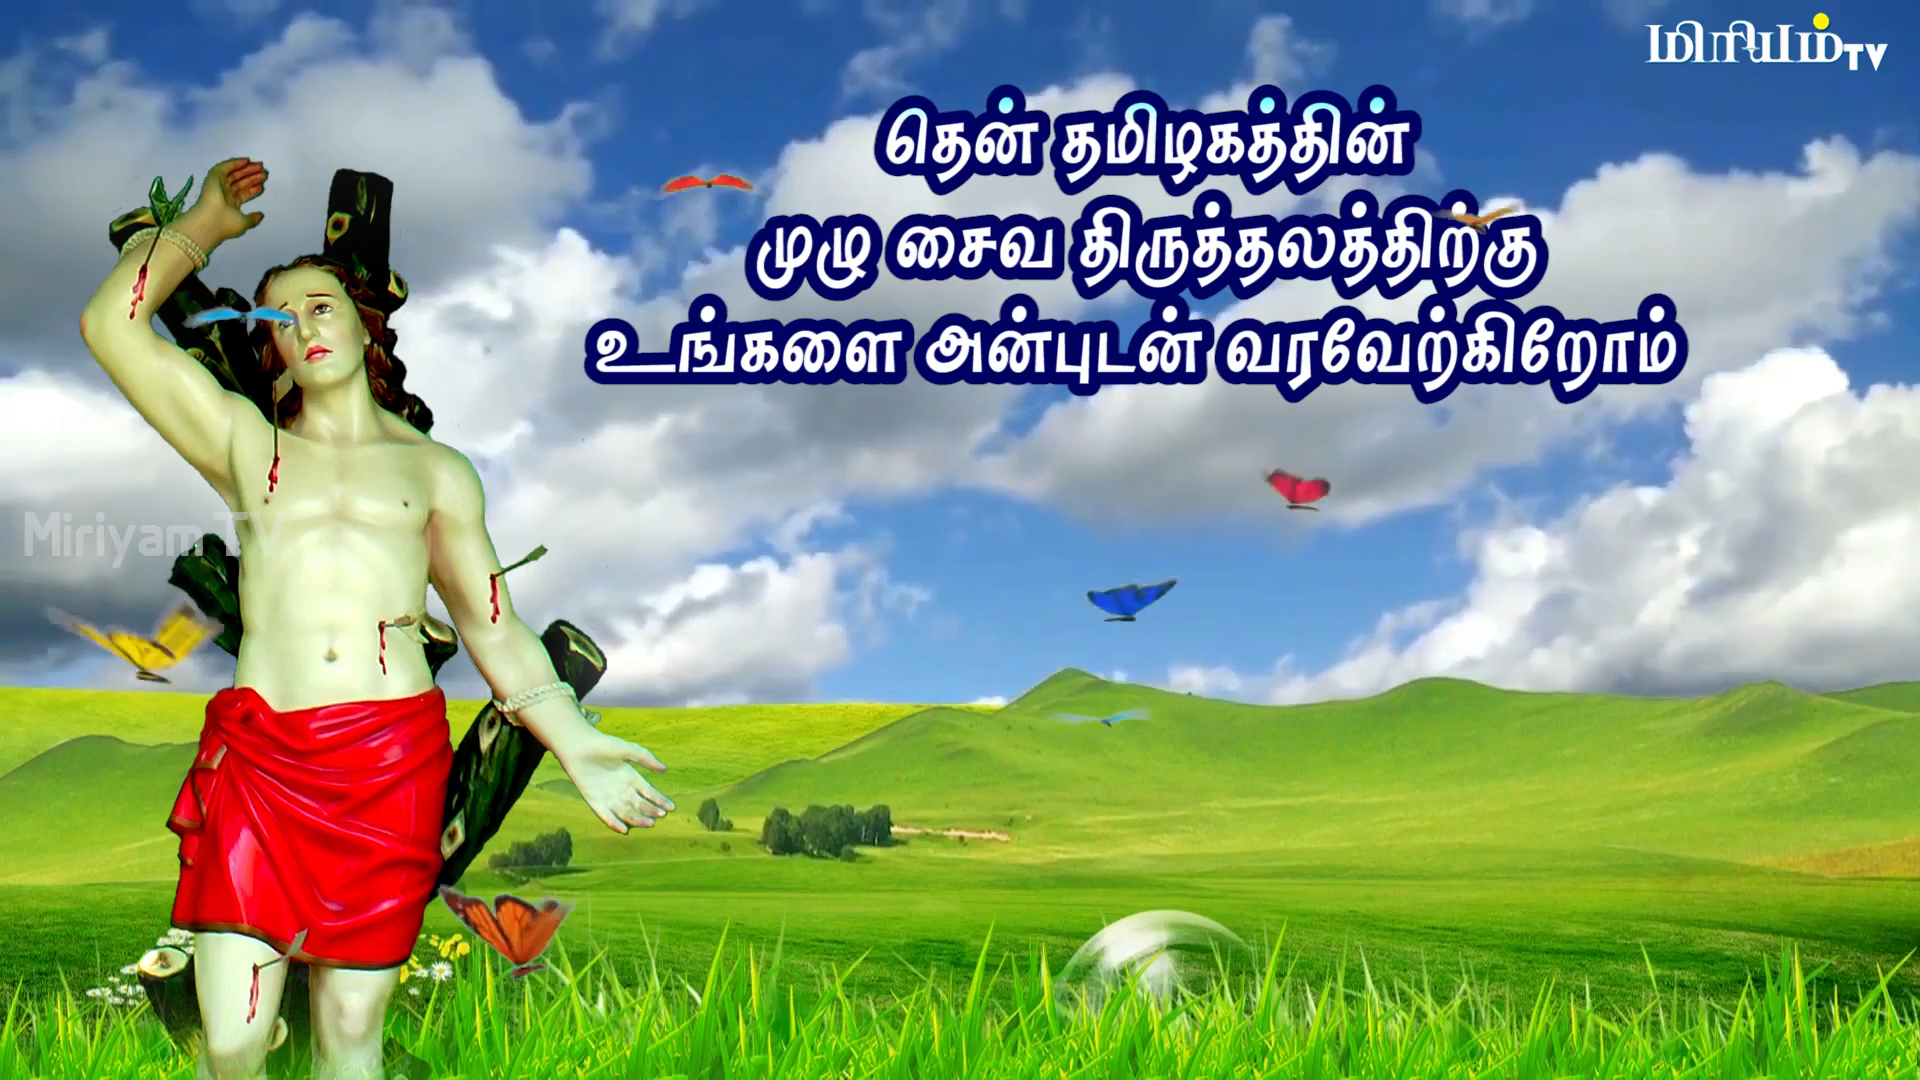 மிரியம்TV
தென் தமிழகத்தின்
முழு சைவ திருத்தலத்திற்கு
உங்களை அன்புடன் வரவேற்கிறோம்
Miriyam TV